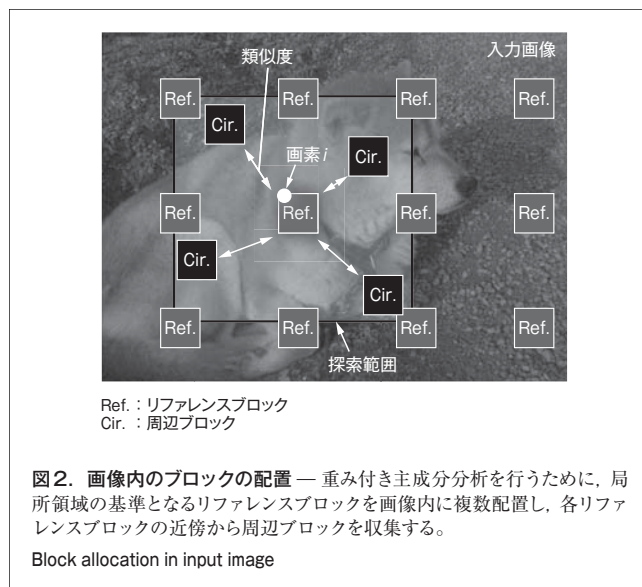 入力画像
類似度
Ref. Ref. Ref. Ref.
Cir.
画素i
Cir.
Ref. Ref. Ref. Ref.
Cir.
Cir.
Ref. Ref. Ref. Ref.
探索範囲
Ref. ：リファレンスブロック
Cir. ：周辺ブロック
図2．画像内のブロックの配置 — 重み付き主成分分析を行うために，局
所領域の基準となるリファレンスブロックを画像内に複数配置し，各リファ
レンスブロックの近傍から周辺ブロックを収集する。
Block allocation in input image